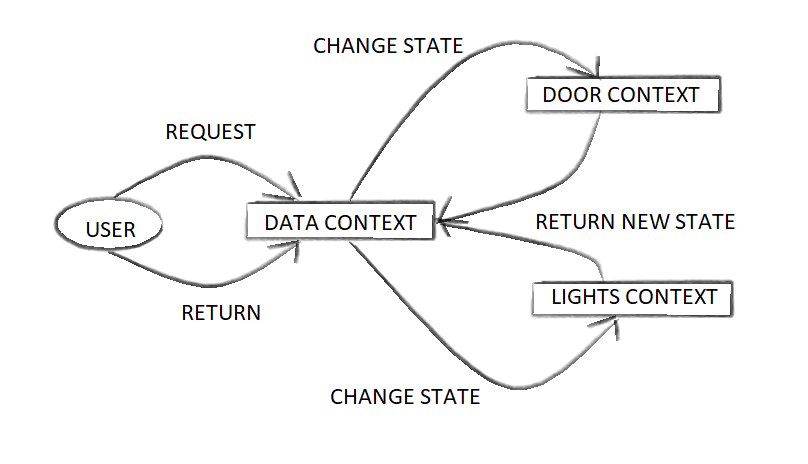 CHANGE STATE
DOOR CONTEXT
REQUEST
USER
DATA CONTEXT
RETURN NEW STATE
LIGHTS CONTEXT
RETURN
CHANGE STATE